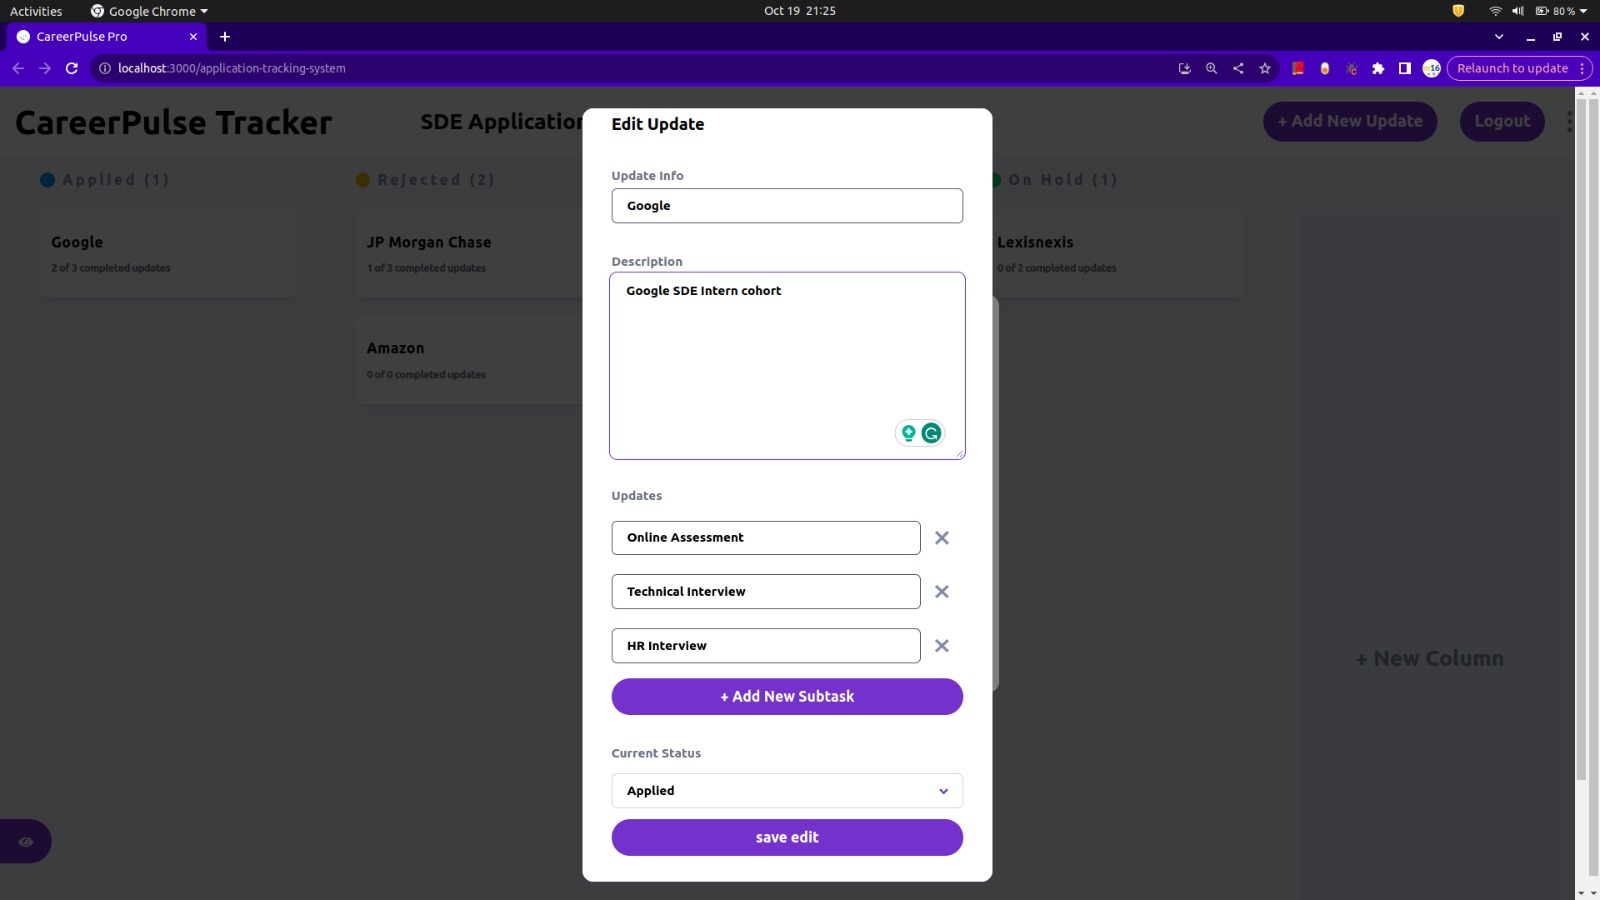 Activities
Google Chrome
Oct 19 21:25
80 %
CareerPulse Pro
localhost:3000/application-tracking-system
16
Relaunch to update
CareerPulse Tracker
SDE Application
+ Add New Update
Logout
Applied (1)
Rejected (2)
On Hold (1)
Google
2 of 3 completed updates
JP Morgan Chase
1 of 3 completed updates
Amazon
0 of 0 completed updates
Lexisnexis
0 of 2 completed updates
+ New Column
Edit Update
Update Info
Google
Description
Google SDE Intern cohort
Updates
Online Assessment
Technical Interview
HR Interview
+ Add New Subtask
Current Status
Applied
save edit